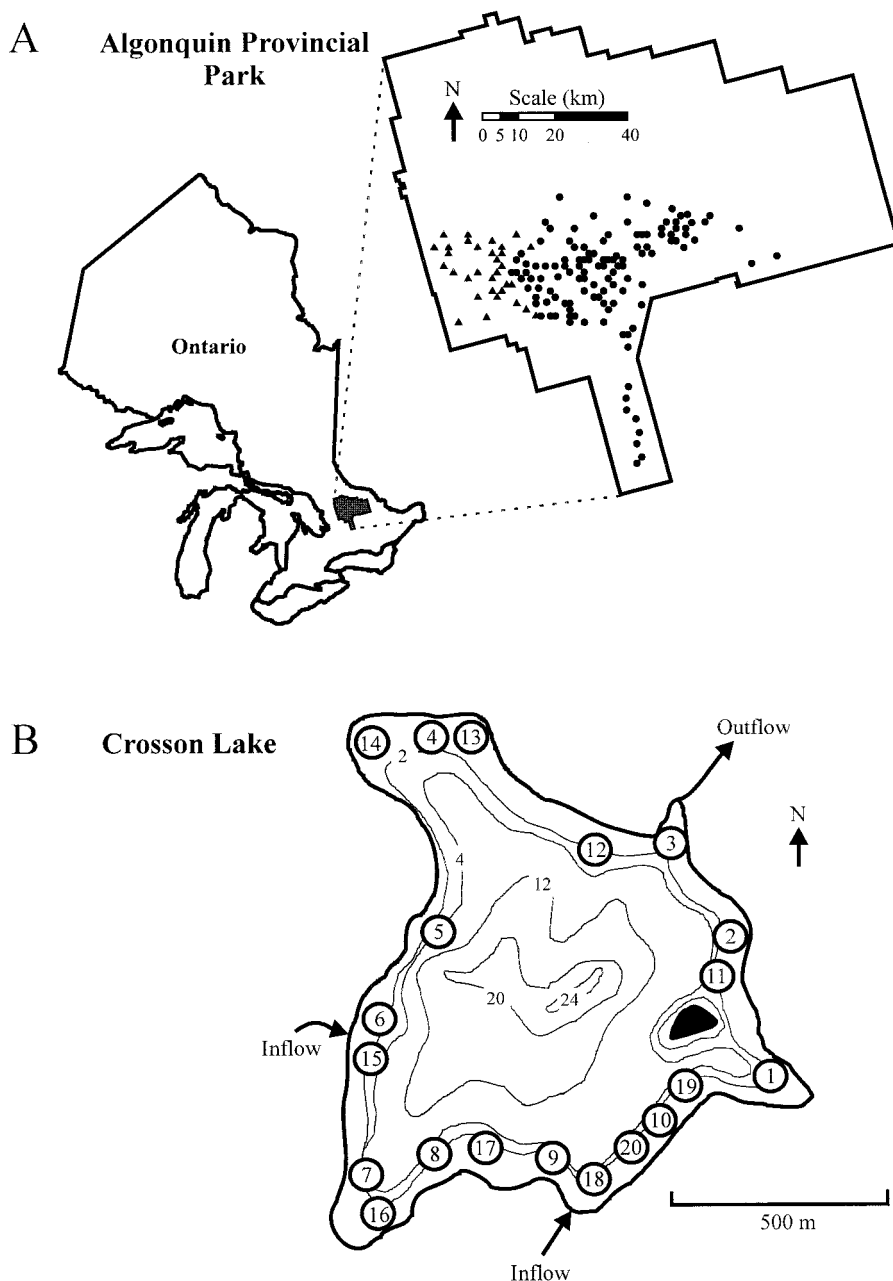 A
Algonquin Provincial
Park
N
Scale (km)
0 5 10 20 40
Ontario
B
Crosson Lake
Outflow
N
14
4
13
2
12
3
4
12
5
2
11
20
24
6
Inflow
15
1
19
10
8
17
9
20
7
18
16
500 m
Inflow